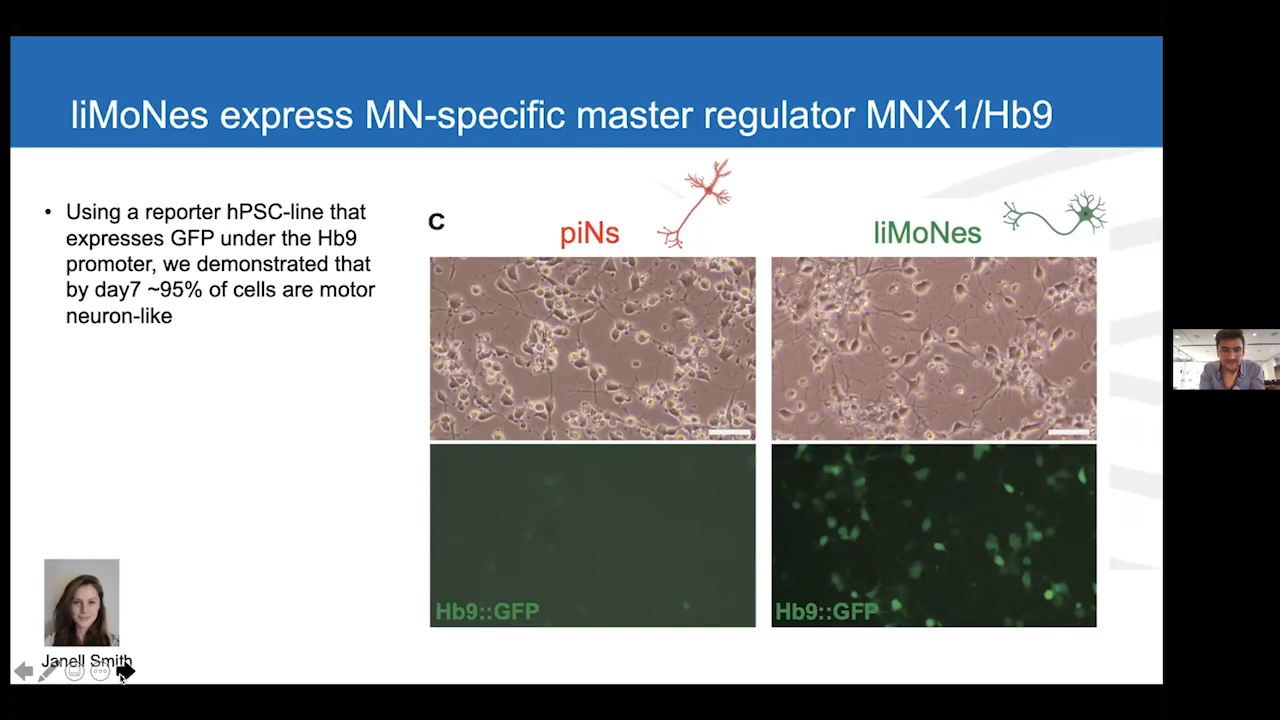 liMoNes express MN-specific master regulator MNX1/Hb9
• Using a reporter hPSC-line that
expresses GFP under the Hb9
promoter, we demonstrated that
by day7 ~95% of cells are motor
neuron-like
C
piNs
liMoNes
Hb9::GFP
Hb9::GFP
Janell Smith